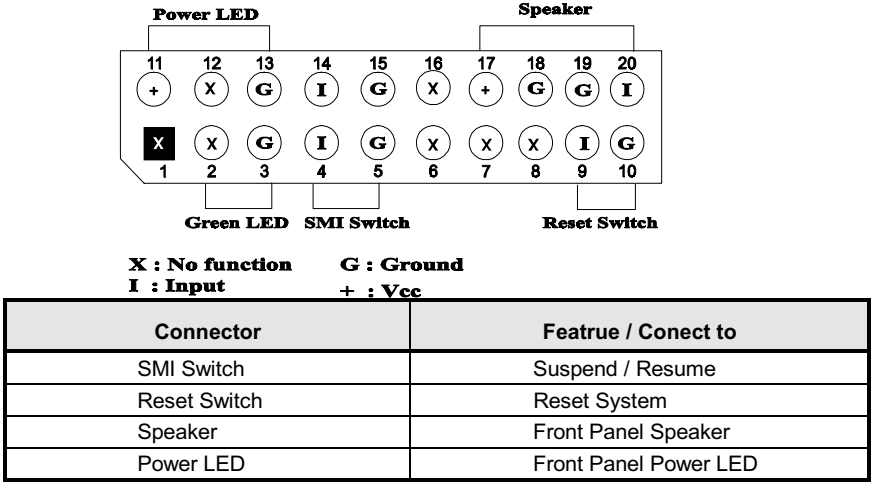 Power LED Speaker
11 12 13 14 15 16 17 18 19 20
+ X G I G X + G G I
X X G I G X X X I G
1 2 3 4 5 6 7 8 9 10
Green LED SMI Switch Reset Switch
X : No function G : Ground
I : Input + : Vcc
Connector Featrue / Conect to
SMI Switch Suspend / Resume
Reset Switch Reset System
Speaker Front Panel Speaker
Power LED Front Panel Power LED